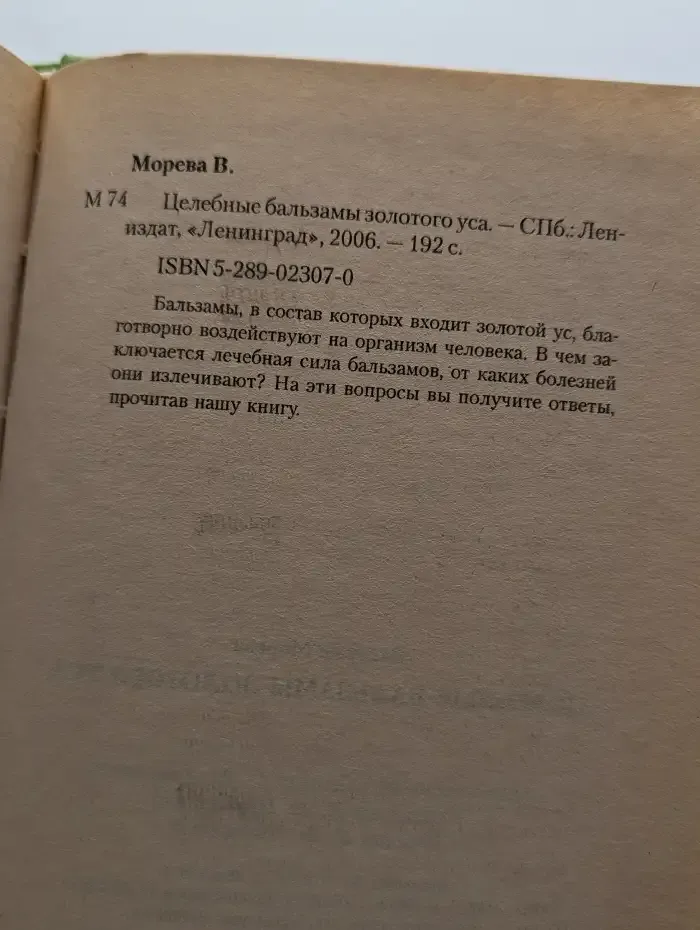 Морева В.
М 74 Целебные бальзамы золотого уса. — СПб.: Лен-
издат, «Ленинград», 2006. — 192 с.
ISBN 5-289-02307-0
Бальзамы, в состав которых входит золотой ус, бла-
готворно воздействуют на организм человека. В чем за-
ключается лечебная сила бальзамов, от каких болезней
они излечивают? На эти вопросы вы получите ответы,
прочитав нашу книгу.